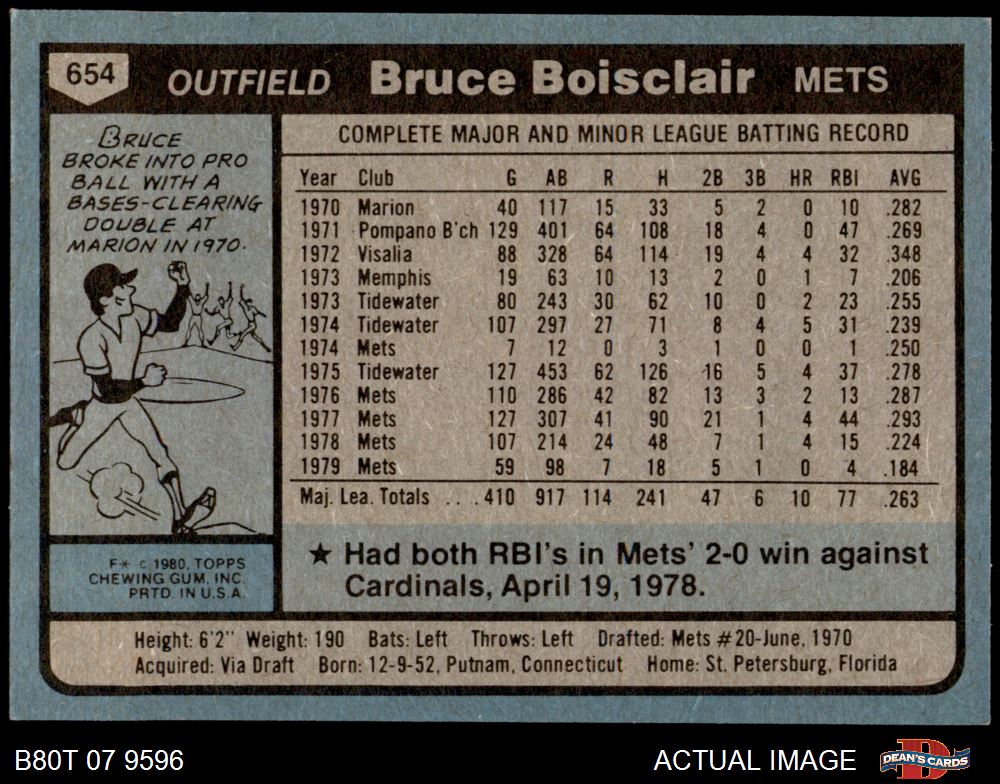 654 OUTFIELD Bruce Boisclair METS
BRUCE
BROKE INTO PRO
BALL WITH A
BASES-CLEARING
DOUBLE AT
MARION IN 1970.
F* © 1980, TOPPS
CHEWING GUM, INC.
PRTD. IN U.S.A.
COMPLETE MAJOR AND MINOR LEAGUE BATTING RECORD
Year Club G AB R H 2B 3B HR RBI AVG
1970 Marion 40 117 15 33 5 2 0 10 .282
1971 Pompano B'ch 129 401 64 108 18 4 0 47 .269
1972 Visalia 88 328 64 114 19 4 4 32 .348
1973 Memphis 19 63 10 13 2 0 1 7 .206
1973 Tidewater 80 243 30 62 10 0 2 23 .255
1974 Tidewater 107 297 27 71 8 4 5 31 .239
1974 Mets 7 12 0 3 1 0 0 1 .250
1975 Tidewater 127 453 62 126 16 5 4 37 .278
1976 Mets 110 286 42 82 13 3 2 13 .287
1977 Mets 127 307 41 90 21 1 4 44 .293
1978 Mets 107 214 24 48 7 1 4 15 .224
1979 Mets 59 98 7 18 5 1 0 4 .184
Maj. Lea. Totals . . . 410 917 114 241 47 6 10 77 .263
★ Had both RBI's in Mets' 2-0 win against
Cardinals, April 19, 1978.
Height: 6'2" Weight: 190 Bats: Left Throws: Left Drafted: Mets #20-June, 1970
Acquired: Via Draft Born: 12-9-52, Putnam, Connecticut Home: St. Petersburg, Florida
B80T 07 9596 ACTUAL IMAGE DEAN'S CARDS